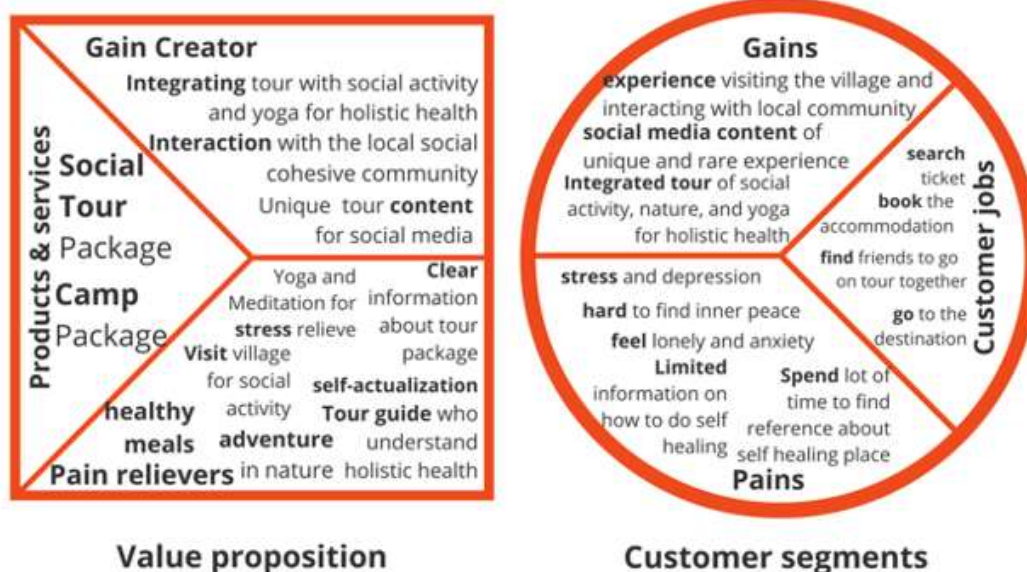 Gain Creator
Integrating tour with social activity
and yoga for holistic health
Interaction with the local social
cohesive community
Unique tour content
for social media
Products & services
Social
Tour
Package
Camp
Package
Yoga and
Meditation for
stress relieve
Clear
information
about tour
package
Visit village
for social
activity
self-actualization
Tour guide who
understand
holistic health
healthy
meals
adventure
in nature
Pain relievers
Value proposition
Gains
experience visiting the village and
interacting with local community
social media content of
unique and rare experience
Integrated tour of social
activity, nature, and yoga
for holistic health
search
ticket
book the
accommodation
find friends to go
on tour together
go to the
destination
Customer jobs
stress and depression
hard to find inner peace
feel lonely and anxiety
Limited
information on
how to do self
healing
Spend lot of
time to find
reference about
self healing place
Pains
Customer segments